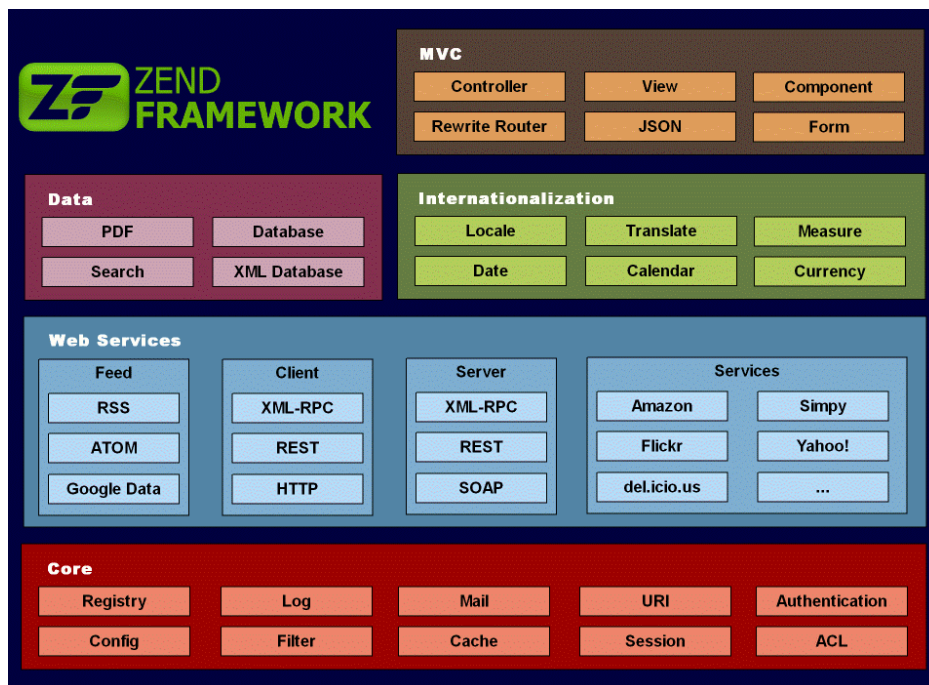 ZF ZEND
FRAMEWORK
MVC
Controller View Component
Rewrite Router JSON Form
Data
PDF Database
Search XML Database
Internationalization
Locale Translate Measure
Date Calendar Currency
Web Services
Feed
RSS
ATOM
Google Data
Client
XML-RPC
REST
HTTP
Server
XML-RPC
REST
SOAP
Services
Amazon Simpy
Flickr Yahoo!
del.icio.us ...
Core
Registry Log Mail URI Authentication
Config Filter Cache Session ACL